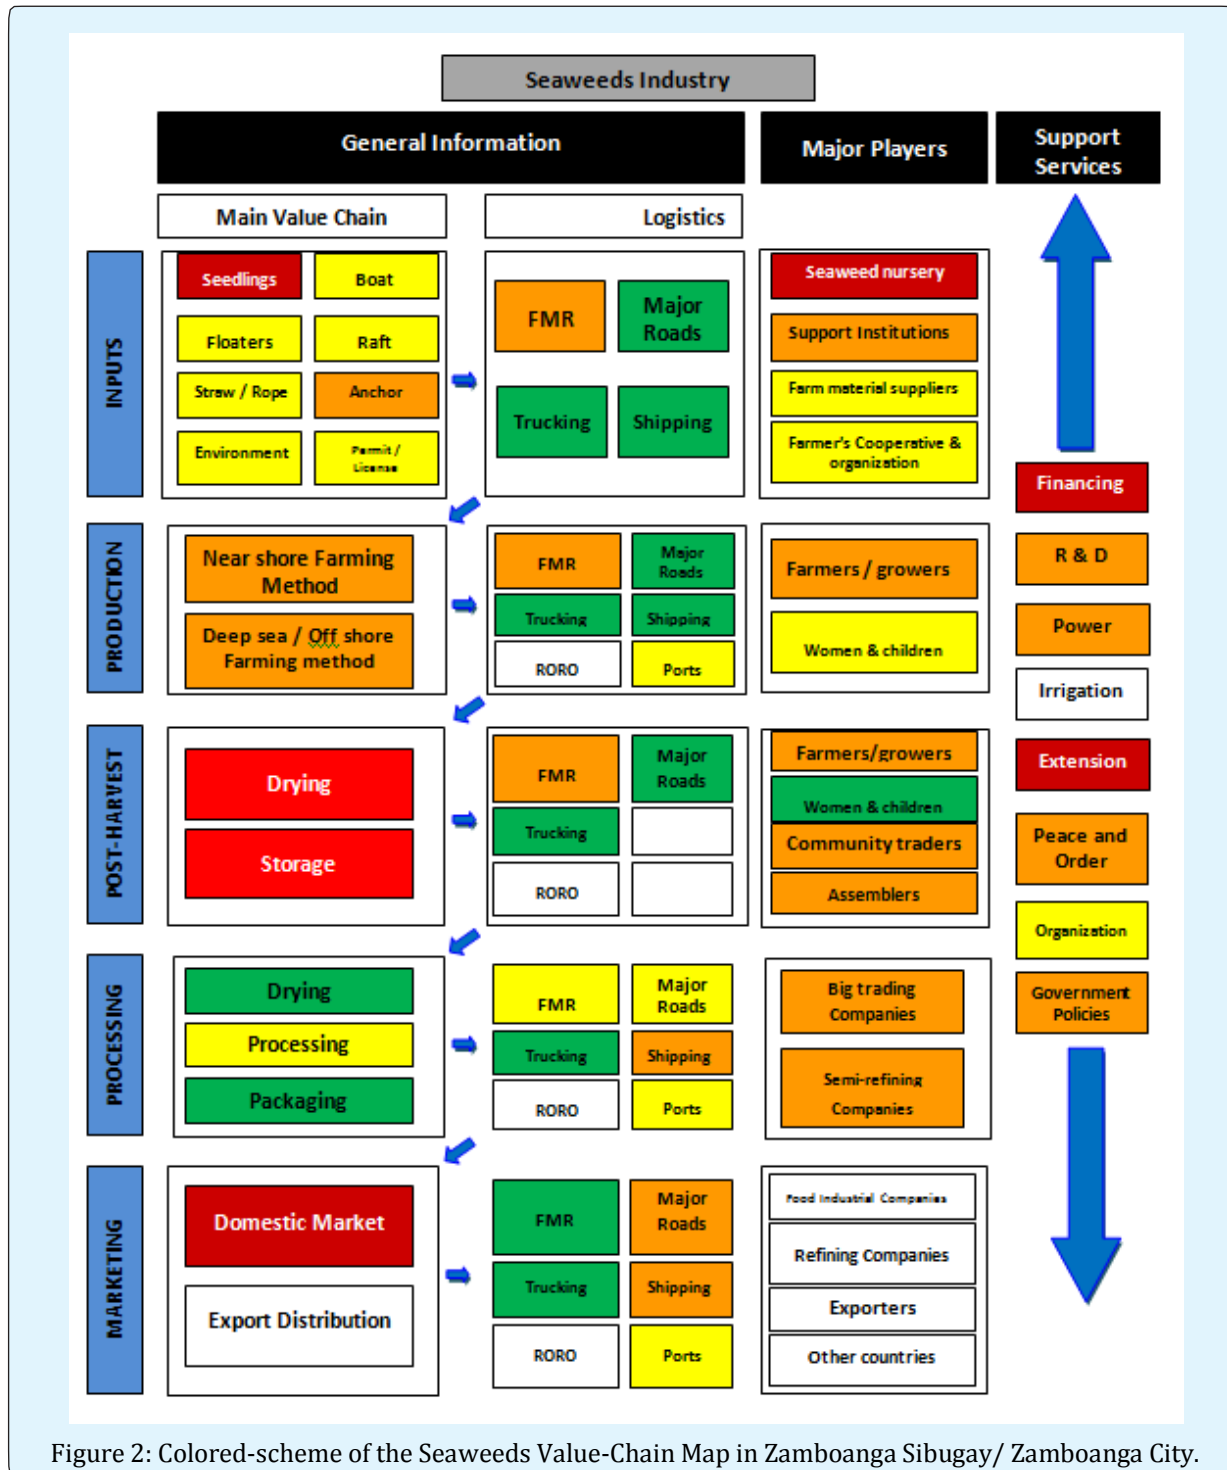 Seaweeds Industry
General Information
Major Players
Support
Services
Main Value Chain
Logistics
INPUTS
Seedlings
Boat
Floaters
Raft
Straw / Rope
Anchor
Environment
Permit /
License
FMR
Major
Roads
Trucking
Shipping
Seaweed nursery
Support Institutions
Farm material suppliers
Farmer's Cooperative &
organization
PRODUCTION
Near shore Farming
Method
Deep sea / Off shore
Farming method
FMR
Major
Roads
Trucking
Shipping
RORO
Ports
Farmers / growers
Women & children
POST-HARVEST
Drying
Storage
FMR
Major
Roads
Trucking
RORO
Farmers/growers
Women & children
Community traders
Assemblers
PROCESSING
Drying
Processing
Packaging
FMR
Major
Roads
Trucking
Shipping
RORO
Ports
Big trading
Companies
Semi-refining
Companies
MARKETING
Domestic Market
Export Distribution
FMR
Major
Roads
Trucking
Shipping
RORO
Ports
Food Industrial Companies
Refining Companies
Exporters
Other countries
Financing
R & D
Power
Irrigation
Extension
Peace and
Order
Organization
Government
Policies
Figure 2: Colored-scheme of the Seaweeds Value-Chain Map in Zamboanga Sibugay/ Zamboanga City.